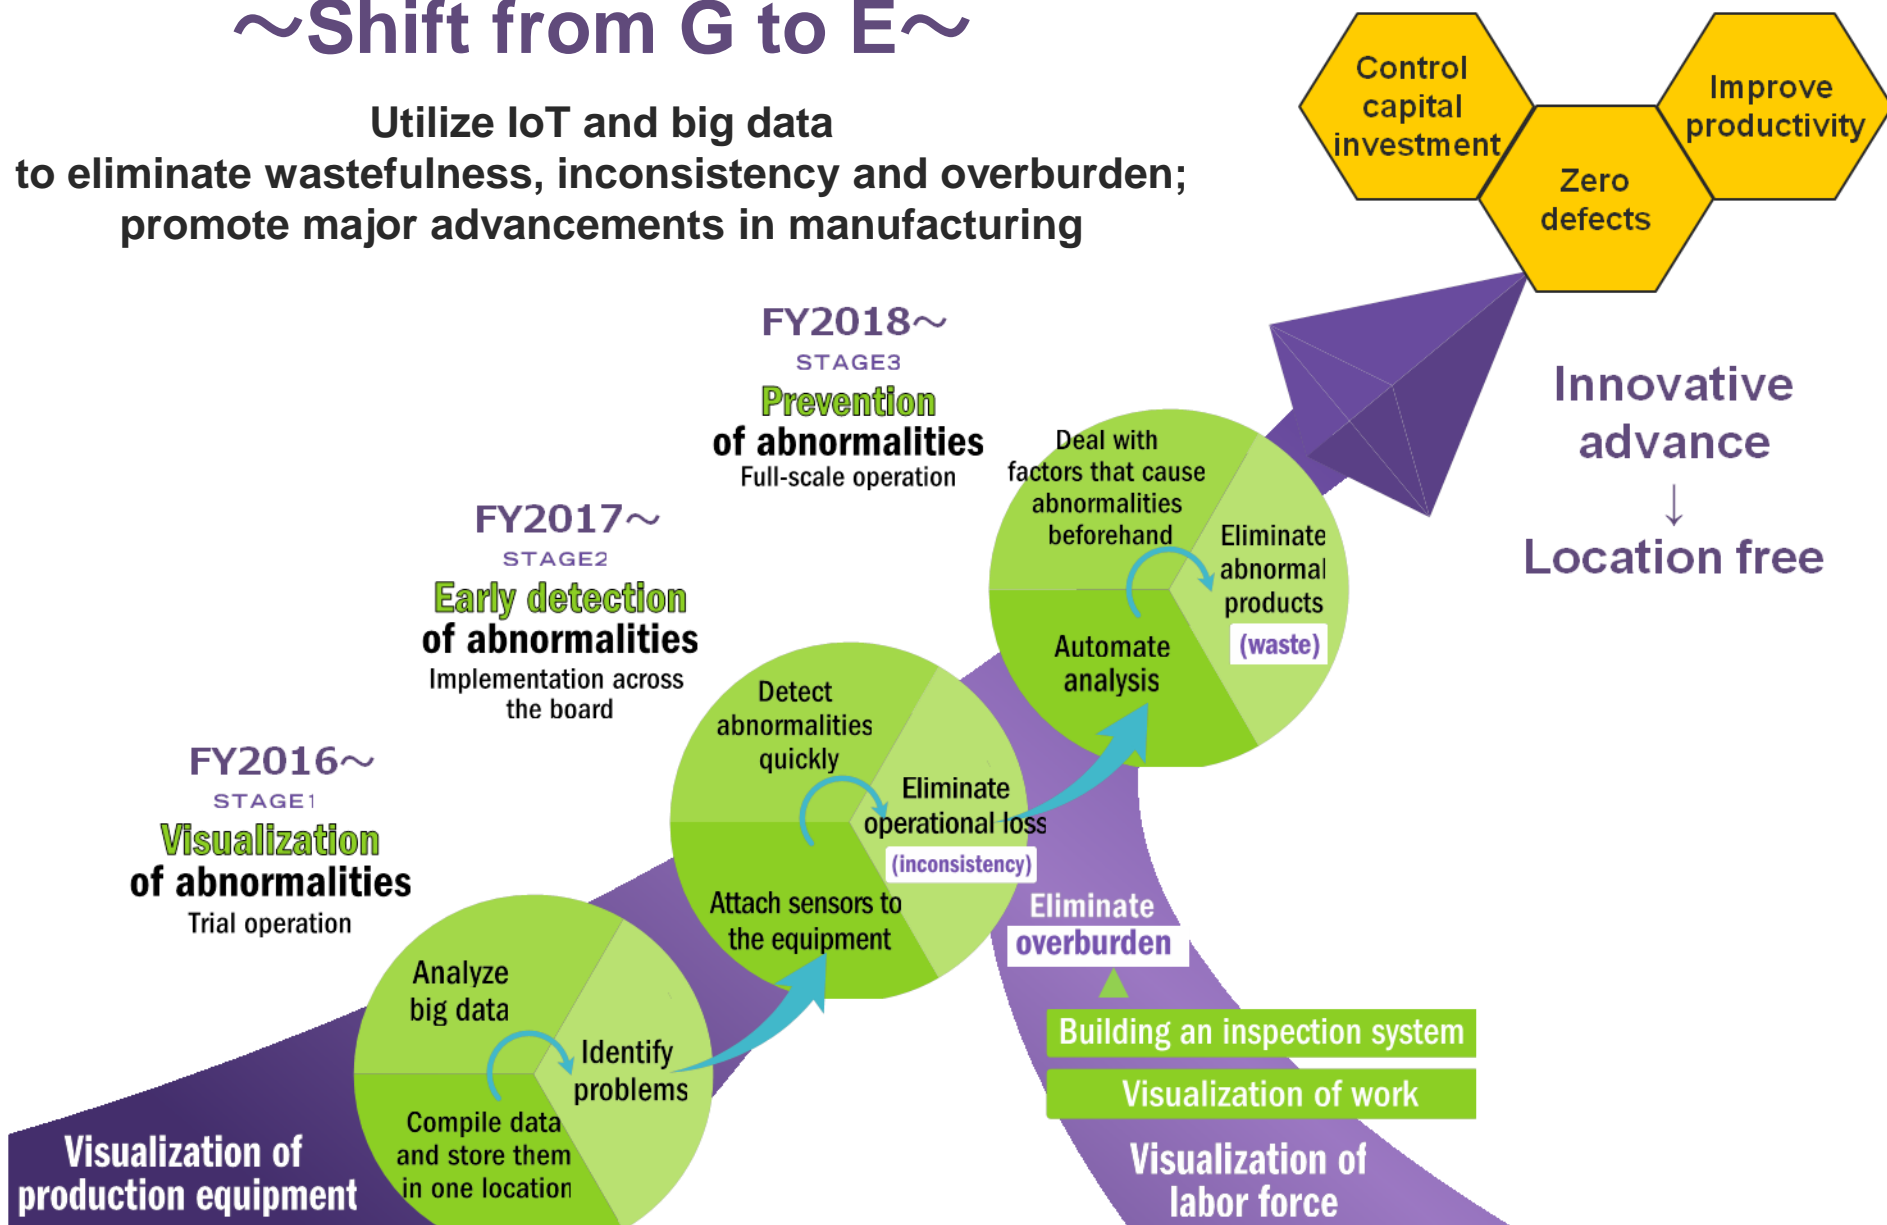 ～Shift from G to E～
Utilize IoT and big data
to eliminate wastefulness, inconsistency and overburden;
promote major advancements in manufacturing
Control
capital
investment
Improve
productivity
Zero
defects
Innovative
advance
↓
Location free
FY2018～
STAGE3
Prevention
of abnormalities
Full-scale operation
Deal with
factors that cause
abnormalities
beforehand
Eliminate
abnormal
products
(waste)
Automate
analysis
FY2017～
STAGE2
Early detection
of abnormalities
Implementation across
the board
Detect
abnormalities
quickly
Eliminate
operational loss
(inconsistency)
Attach sensors to
the equipment
FY2016～
STAGE1
Visualization
of abnormalities
Trial operation
Analyze
big data
Identify
problems
Compile data
and store them
in one location
Visualization of
production equipment
Eliminate
overburden
Building an inspection system
Visualization of work
Visualization of
labor force